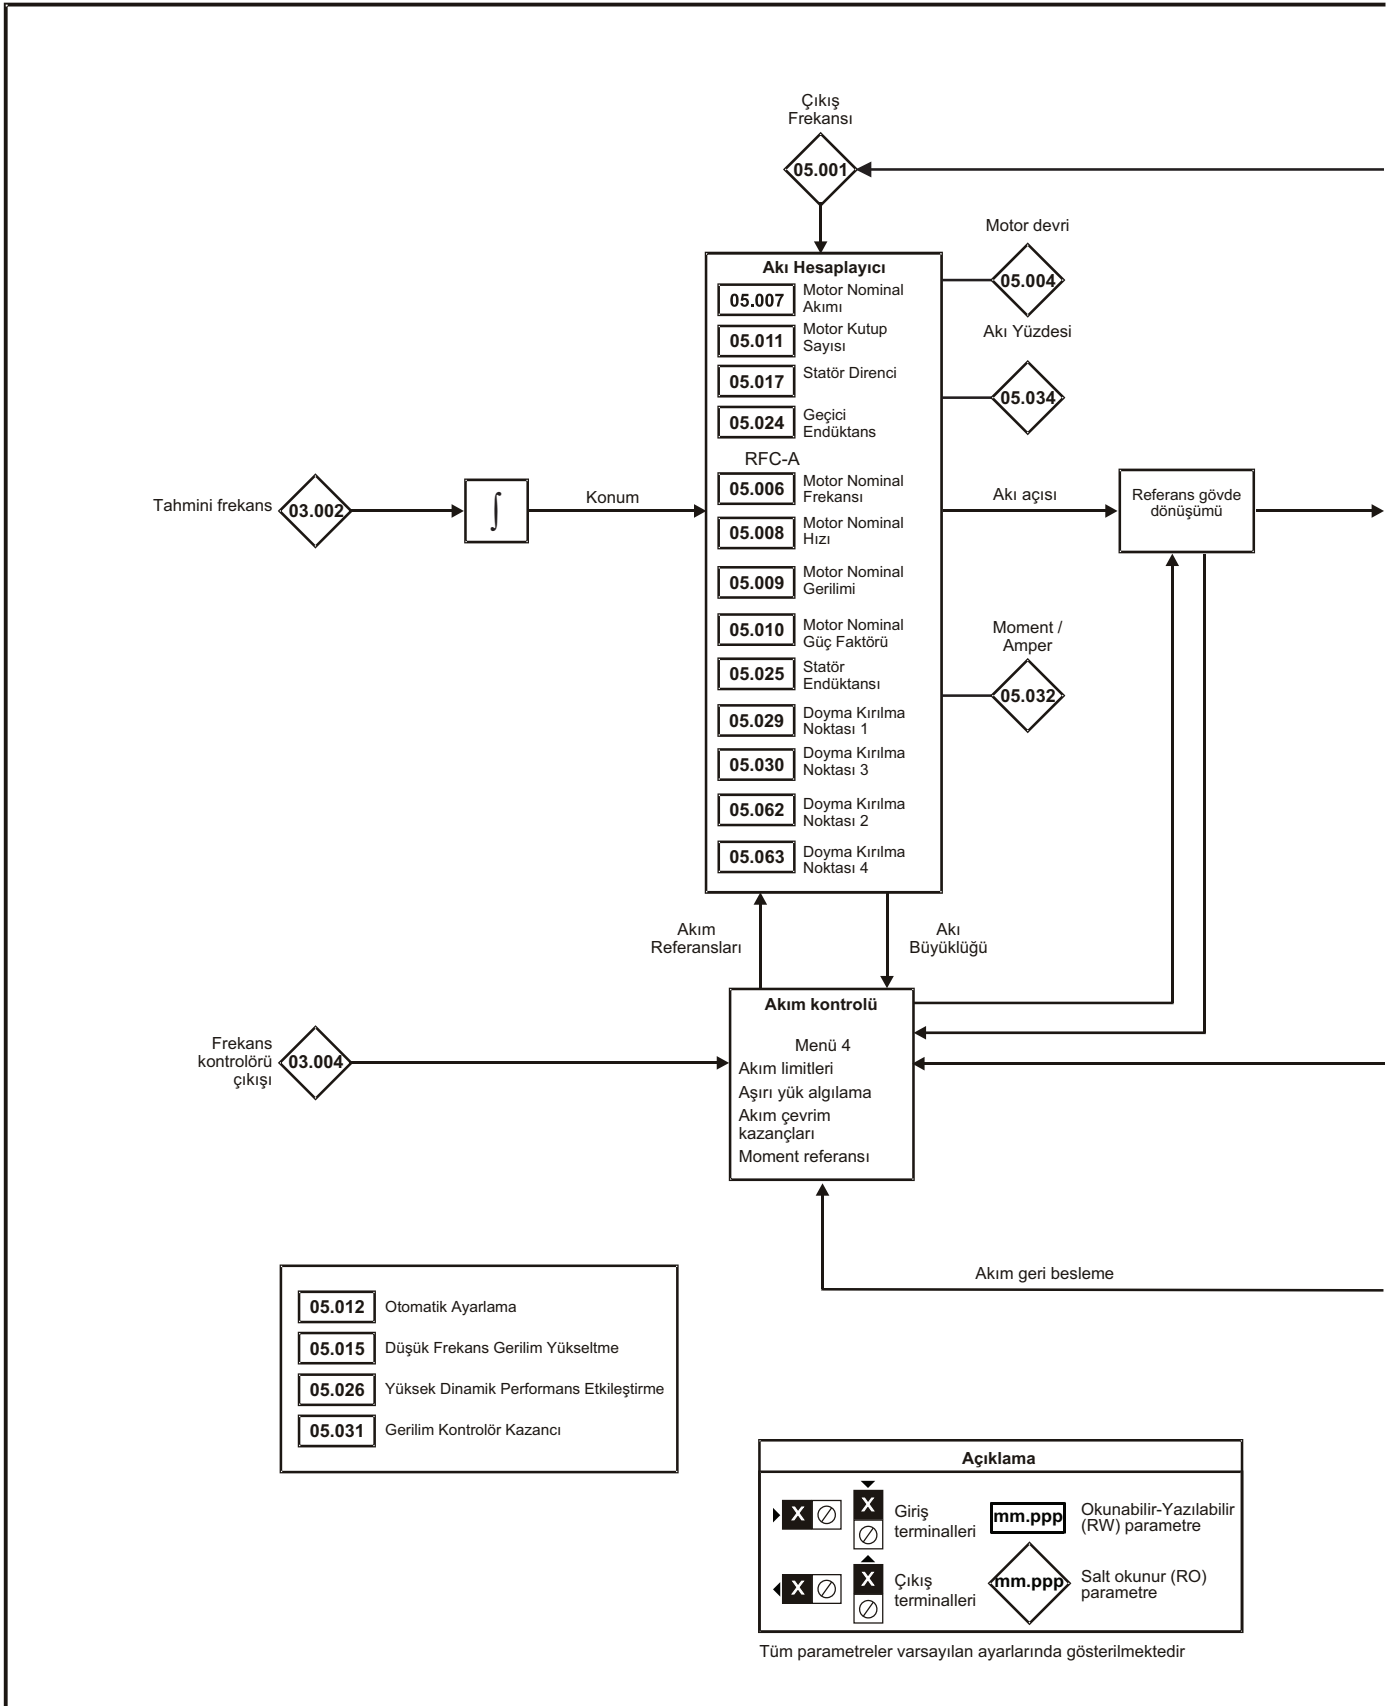 Çıkış
Frekansı
05.001
Motor devri
05.004
Akı Yüzdesi
05.034
Akı Hesaplayıcı
05.007 Motor Nominal
Akımı
05.011 Motor Kutup
Sayısı
05.017 Statör Direnci
05.024 Geçici
Endüktans
RFC-A
05.006 Motor Nominal
Frekansı
05.008 Motor Nominal
Hızı
05.009 Motor Nominal
Gerilimi
05.010 Motor Nominal
Güç Faktörü
05.025 Statör
Endüktansı
05.029 Doyma Kırılma
Noktası 1
05.030 Doyma Kırılma
Noktası 3
05.062 Doyma Kırılma
Noktası 2
05.063 Doyma Kırılma
Noktası 4
Tahmini frekans
03.002
∫
Konum
Akı açısı
Referans gövde
dönüşümü
Moment /
Amper
05.032
Akım
Referansları
Akı
Büyüklüğü
Frekans
kontrolörü
çıkışı
03.004
Akım kontrolü
Menü 4
Akım limitleri
Aşırı yük algılama
Akım çevrim
kazançları
Moment referansı
Akım geri besleme
05.012 Otomatik Ayarlama
05.015 Düşük Frekans Gerilim Yükseltme
05.026 Yüksek Dinamik Performans Etkileştirme
05.031 Gerilim Kontrolör Kazancı
Açıklama
X
X
Giriş
terminalleri
mm.ppp
Okunabilir-Yazılabilir
(RW) parametre
X
X
Çıkış
terminalleri
mm.ppp
Salt okunur (RO)
parametre
Tüm parametreler varsayılan ayarlarında gösterilmektedir